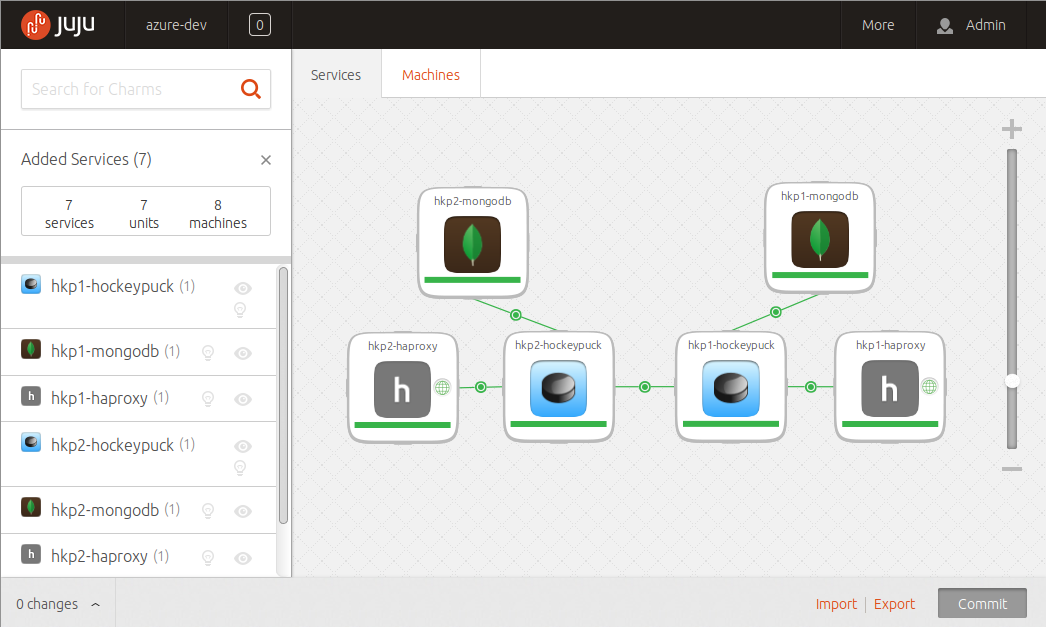 juju azure-dev 0 More Admin
Search for Charms
Services Machines
Added Services (7) ×
7 7 8
services units machines
hkp1-hockeypuck (1)
hkp1-mongodb (1)
hkp1-haproxy (1)
hkp2-hockeypuck (1)
hkp2-mongodb (1)
hkp2-haproxy (1)
hkp2-mongodb
hkp1-mongodb
hkp2-haproxy
h
hkp2-hockeypuck
hkp1-hockeypuck
hkp1-haproxy
h
0 changes
Import | Export Commit